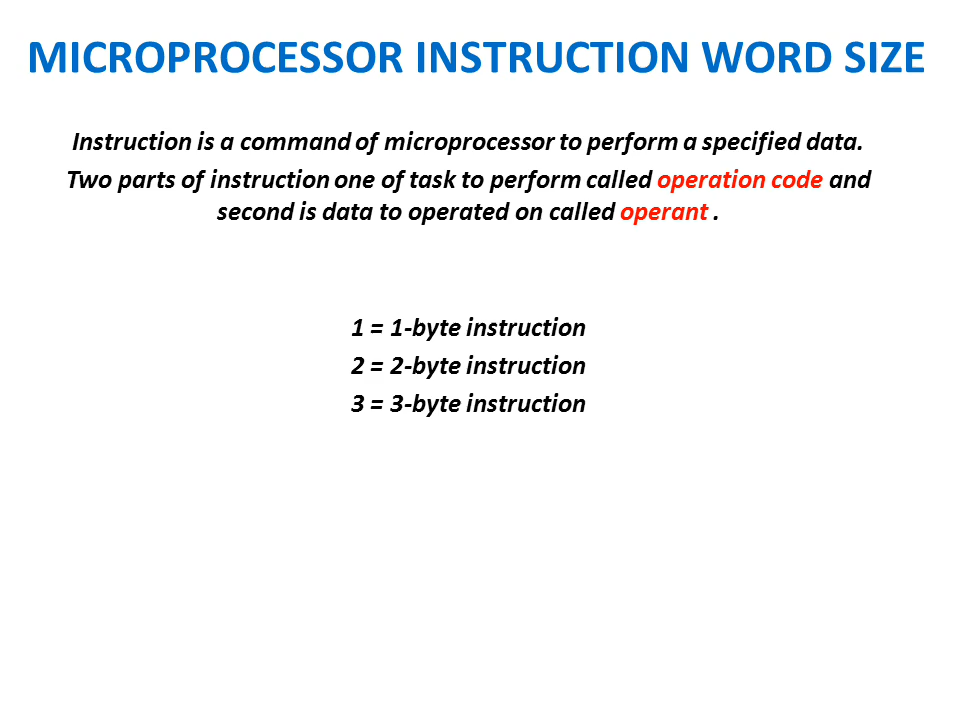 MICROPROCESSOR INSTRUCTION WORD SIZE
Instruction is a command of microprocessor to perform a specified data.
Two parts of instruction one of task to perform called operation code and
second is data to operated on called operant .
1 = 1-byte instruction
2 = 2-byte instruction
3 = 3-byte instruction